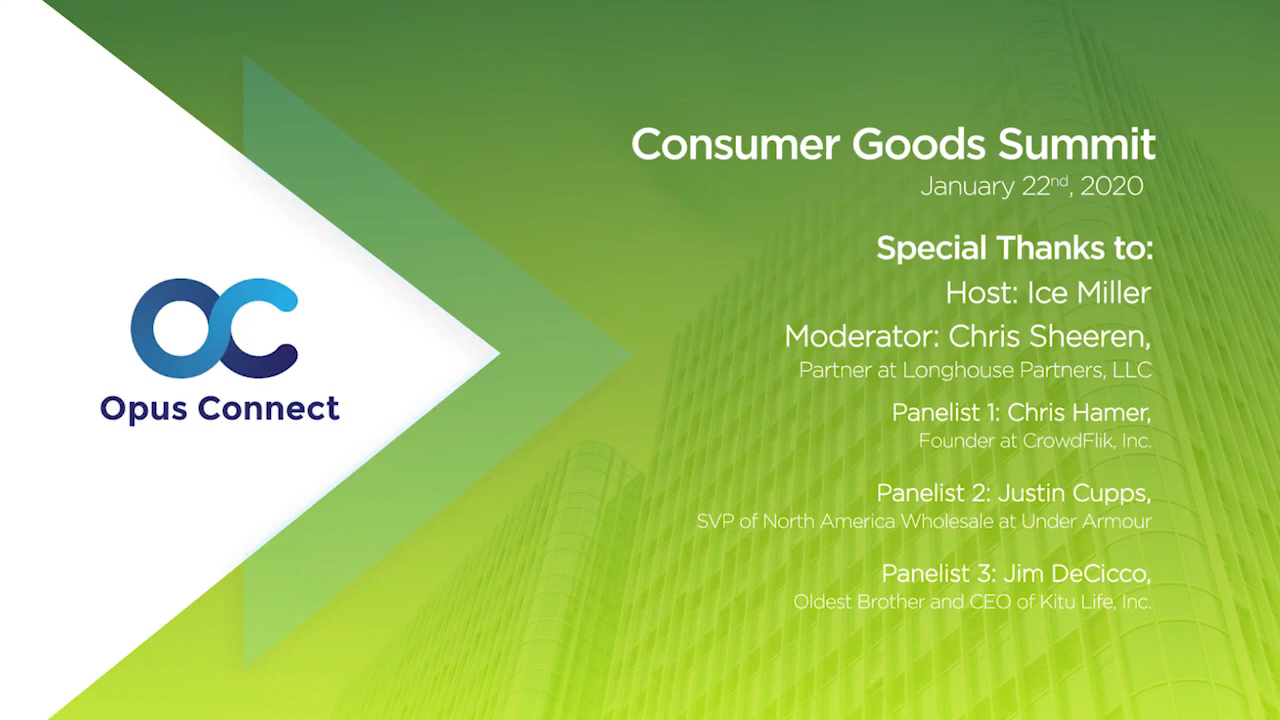 OC
Opus Connect
Consumer Goods Summit
January 22nd, 2020
Special Thanks to:
Host: Ice Miller
Moderator: Chris Sheeren,
Partner at Longhouse Partners, LLC
Panelist 1: Chris Hamer,
Founder at CrowdFlik, Inc.
Panelist 2: Justin Cupps,
SVP of North America Wholesale at Under Armour
Panelist 3: Jim DeCicco,
Oldest Brother and CEO of Kitu Life, Inc.